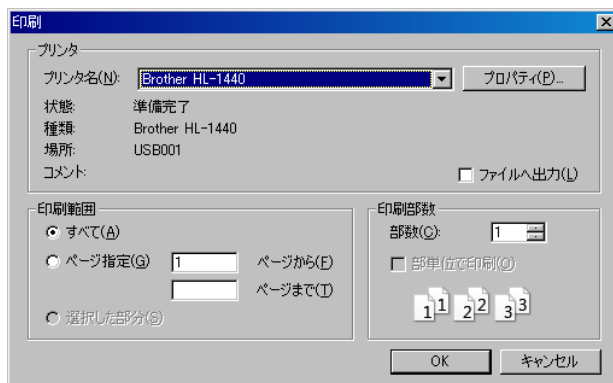 印刷
プリンタ
プリンタ名(N): Brother HL-1440 プロパティ(P)...
状態: 準備完了
種類: Brother HL-1440
場所: USB001
コメント: ファイルへ出力(L)
印刷範囲
すべて(A)
ページ指定(G) 1 ページから(F)
ページまで(T)
選択した部分(S)
印刷部数
部数(C): 1
部単位で印刷(O)
1 1 2 2 3 3
OK キャンセル